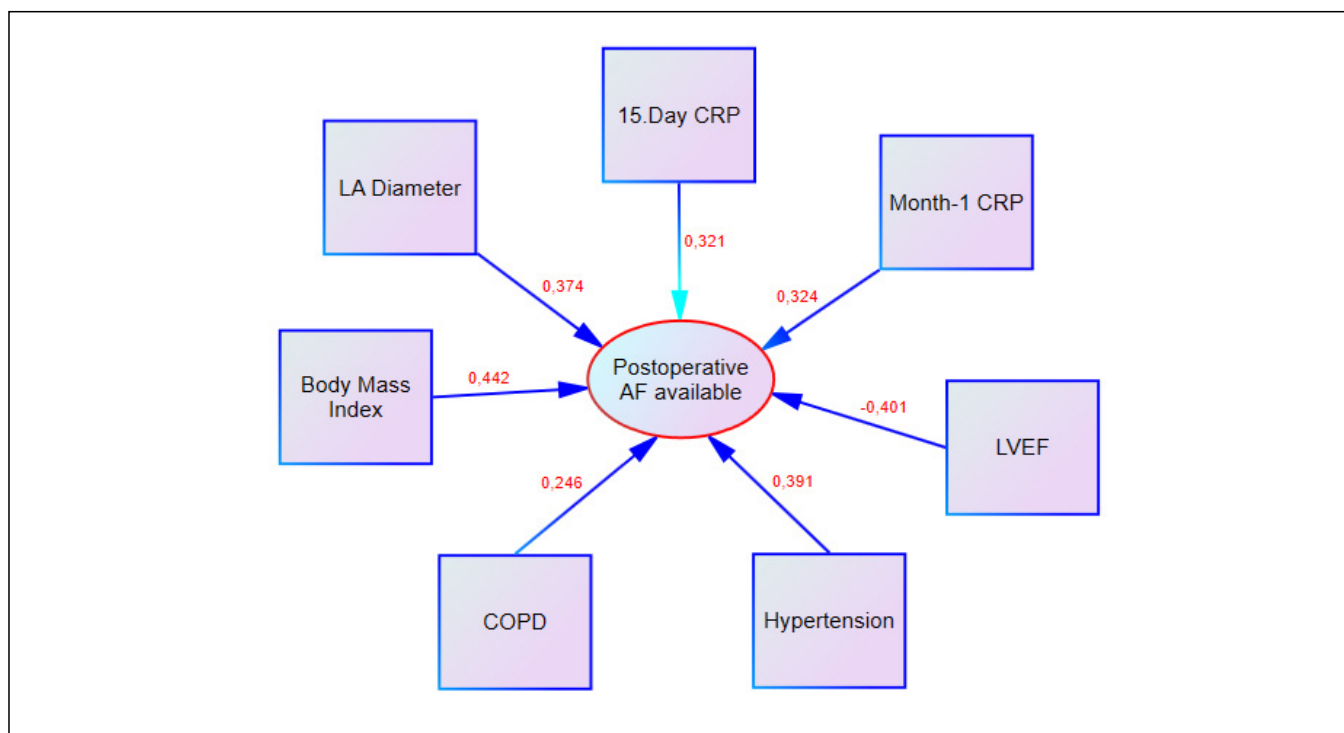 15.Day CRP
LA Diameter
Month-1 CRP
0,321
0,374
0,324
Body Mass
Index
0,442
Postoperative
AF available
-0,401
LVEF
0,246
0,391
COPD
Hypertension